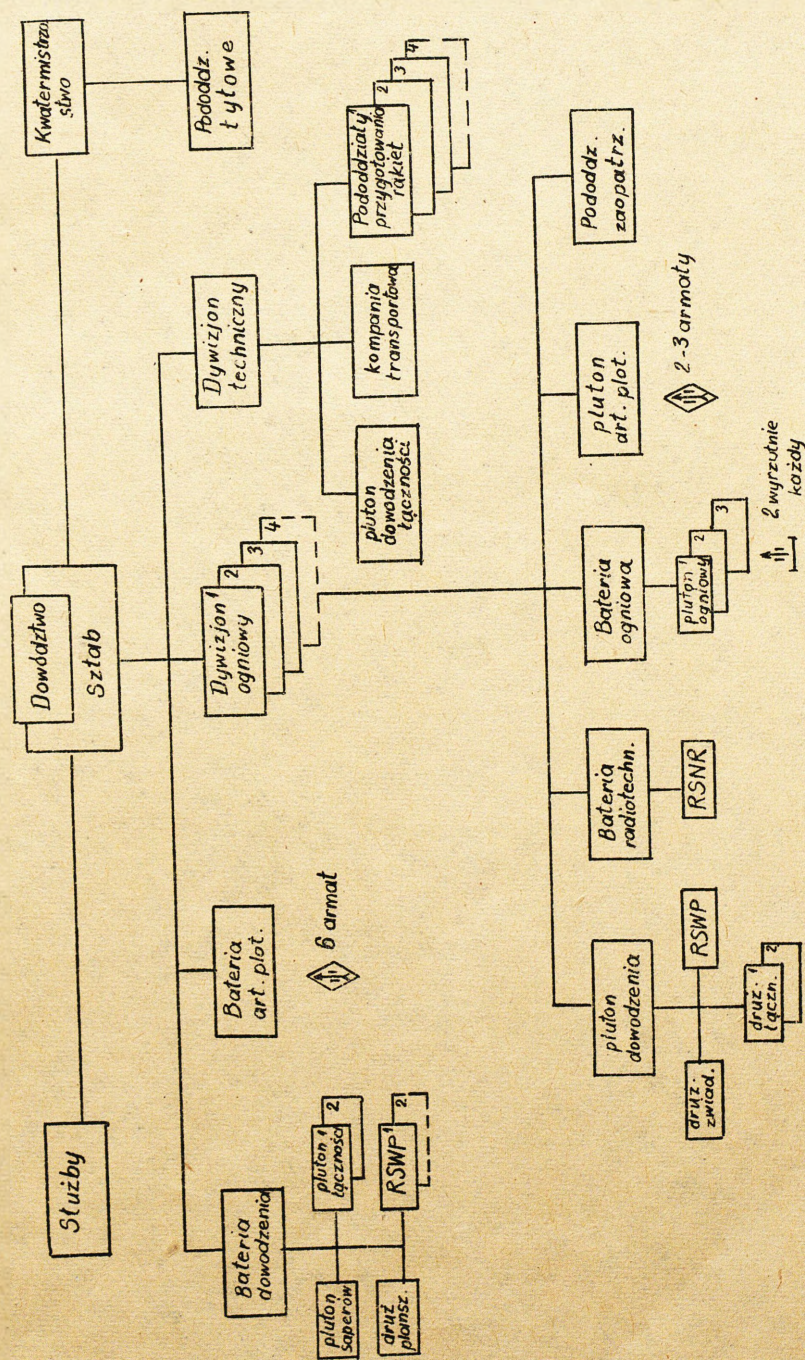 Dowództwo
Sztab
Służby
Kwatermistrzo
stwo
Pododdz.
tyłowe
Bateria
dowodzenia
Bateria
art. plot.
6 armat
Dywizjon 1
ogniowy
2
3
4
Dywizjon
techniczny
pluton
saperów
pluton 1
łączności
2
druż
plansz.
RSWP 1
2
pluton
dowodzenia
łączności
kompania
transportowa
Pododdziały 1
przygotowania
rakiet
2
3
4
pluton
dowodzenia
Bateria
radiotechn.
Bateria
ogniowa
pluton
art. plot.
Pododdz.
zaopatrz.
druż.
zwiad.
RSWP
druż. 1
łączn.
2
RSNR
pluton 1
ogniowy
2
3
2 wyrzutnie
każdy
2-3 armaty